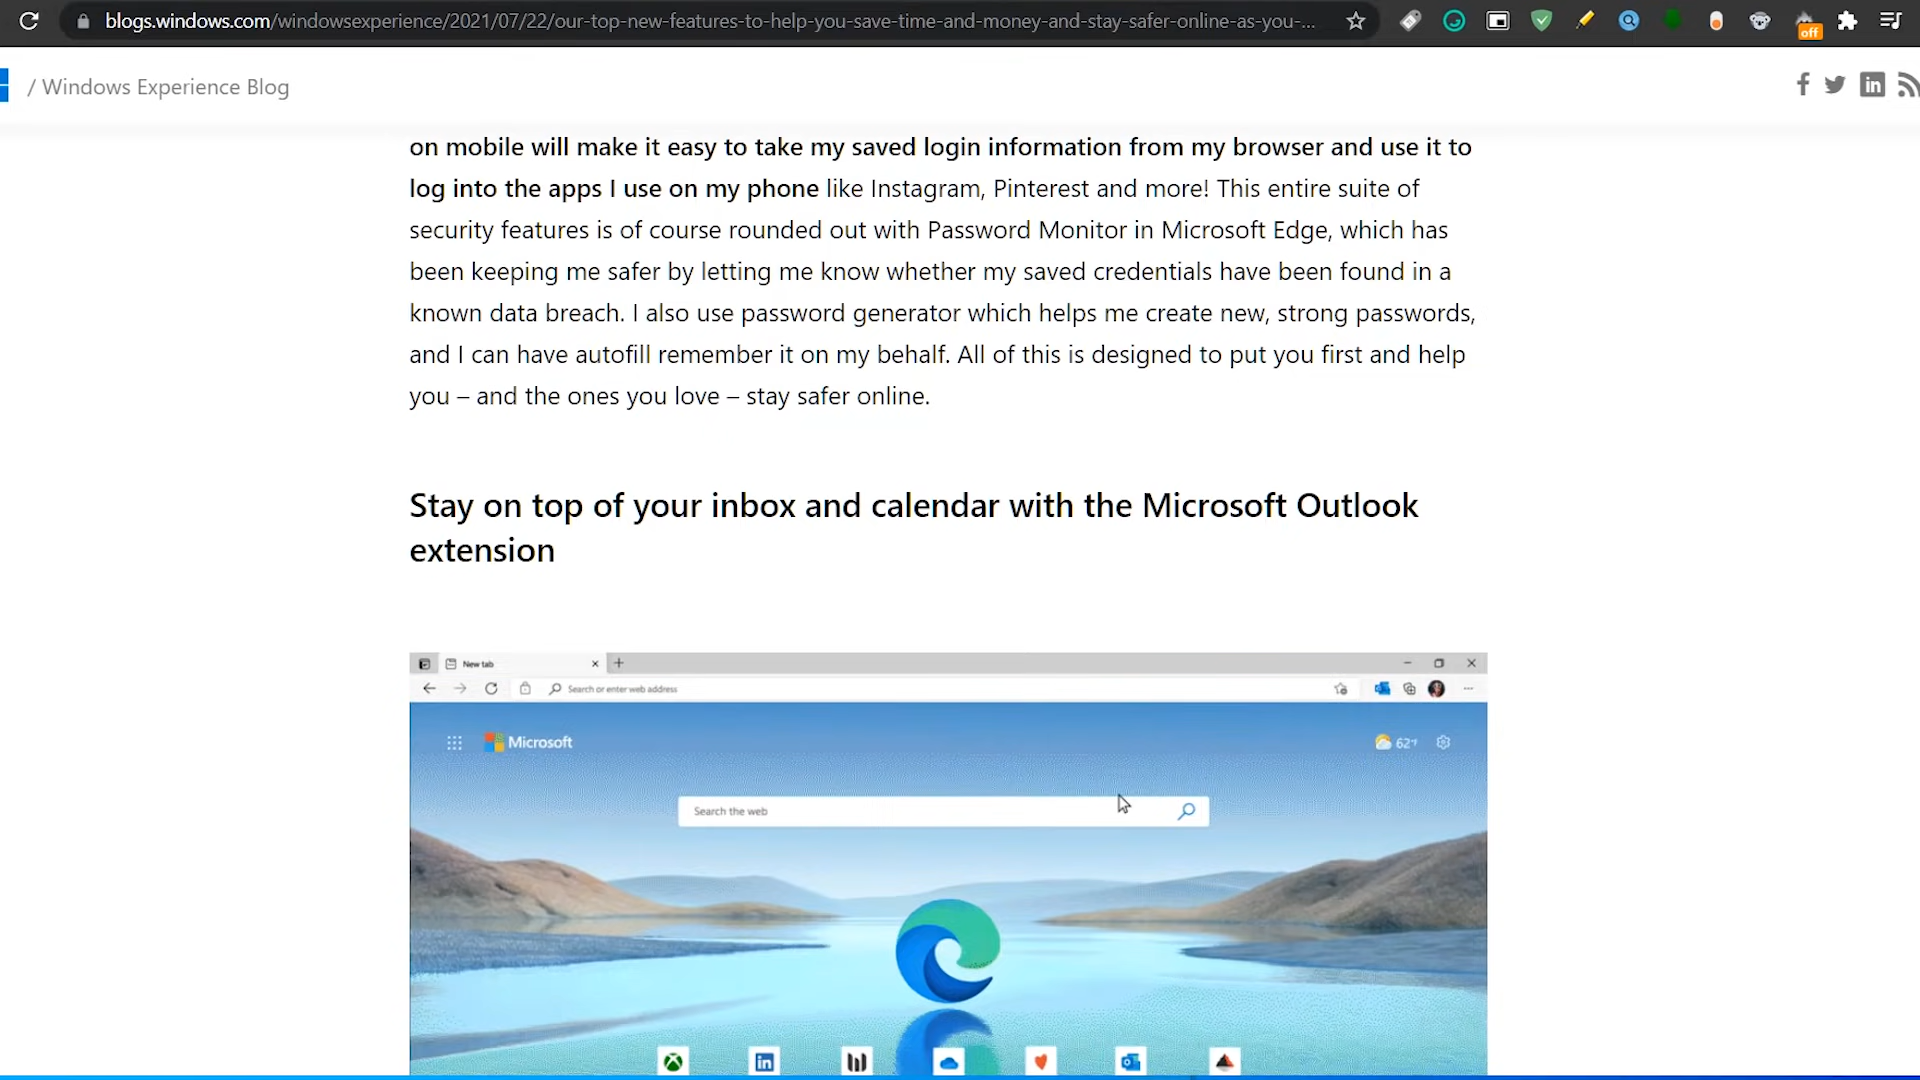 blogs.windows.com/windowsexperience/2021/07/22/our-top-new-features-to-help-you-save-time-and-money-and-stay-safer-online-as-you-...
off
/ Windows Experience Blog
on mobile will make it easy to take my saved login information from my browser and use it to
log into the apps I use on my phone like Instagram, Pinterest and more! This entire suite of
security features is of course rounded out with Password Monitor in Microsoft Edge, which has
been keeping me safer by letting me know whether my saved credentials have been found in a
known data breach. I also use password generator which helps me create new, strong passwords,
and I can have autofill remember it on my behalf. All of this is designed to put you first and help
you – and the ones you love – stay safer online.
Stay on top of your inbox and calendar with the Microsoft Outlook
extension
New tab
Search or enter web address
Microsoft
62°F
Search the web